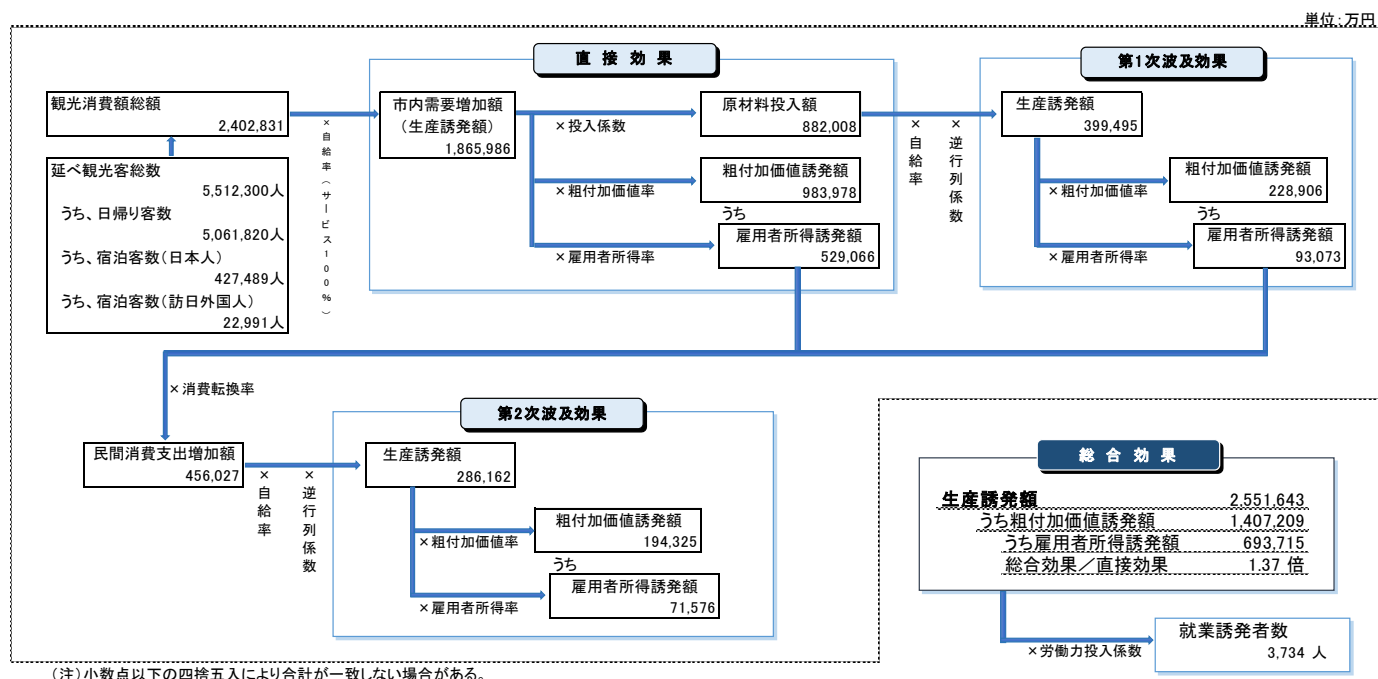 単位:万円
直 接 効 果
第1次波及効果
観光消費額総額
2,402,831
×自給率(サービス100%)
市内需要増加額
(生産誘発額)
1,865,986
×投入係数
原材料投入額
882,008
×自給率
×逆行列係数
生産誘発額
399,495
延べ観光客総数
5,512,300人
うち、日帰り客数
5,061,820人
うち、宿泊客数(日本人)
427,489人
うち、宿泊客数(訪日外国人)
22,991人
×粗付加価値率
粗付加価値誘発額
983,978
うち
×雇用者所得率
雇用者所得誘発額
529,066
×粗付加価値率
粗付加価値誘発額
228,906
うち
×雇用者所得率
雇用者所得誘発額
93,073
×消費転換率
第2次波及効果
民間消費支出増加額
456,027
×自給率
×逆行列係数
生産誘発額
286,162
×粗付加価値率
粗付加価値誘発額
194,325
うち
×雇用者所得率
雇用者所得誘発額
71,576
総 合 効 果
生産誘発額 2,551,643
うち粗付加価値誘発額 1,407,209
うち雇用者所得誘発額 693,715
総合効果/直接効果 1.37 倍
×労働力投入係数
就業誘発者数
3,734 人
(注)小数点以下の四捨五入により合計が一致しない場合がある。